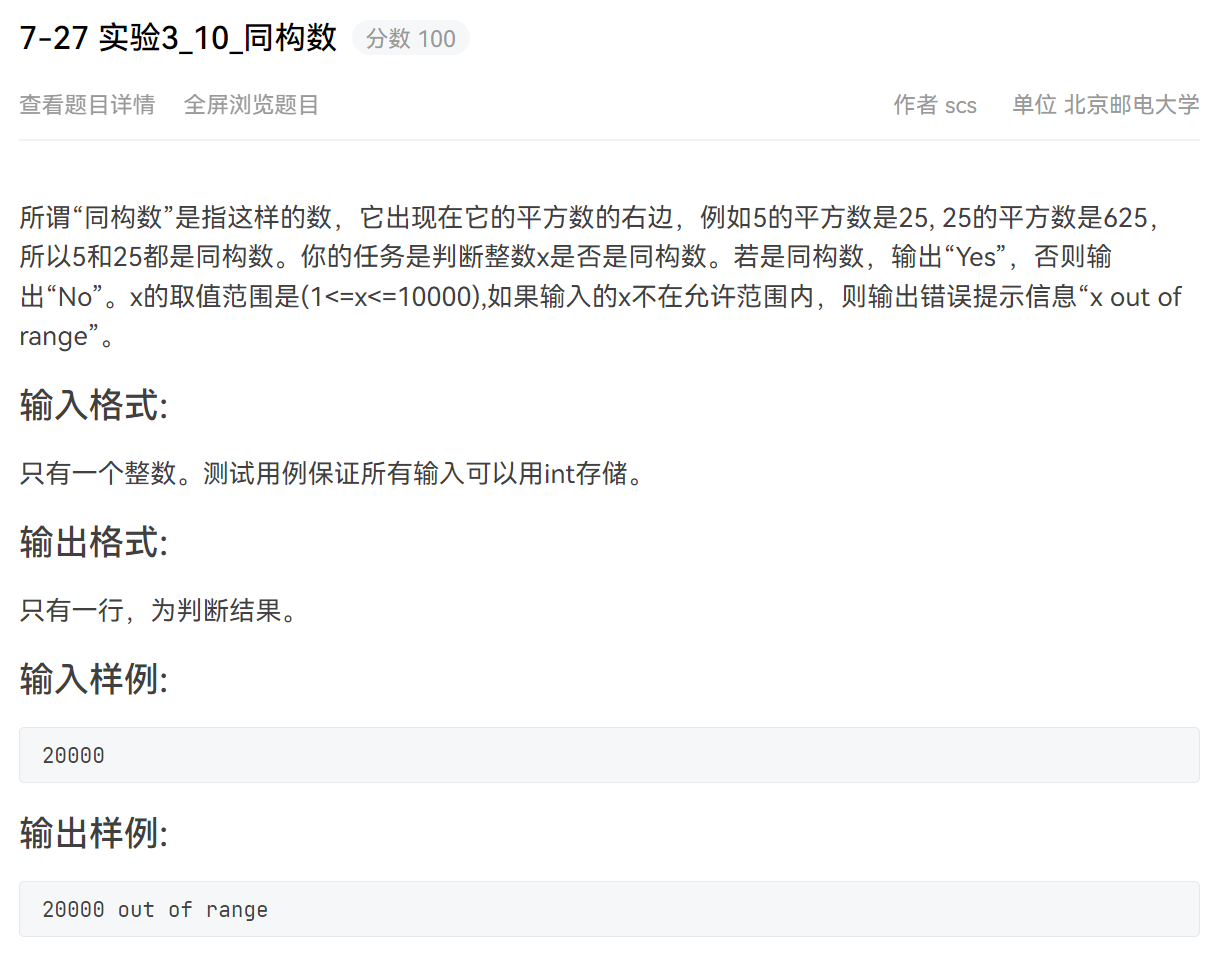 7-27 实验3_10_同构数 分数 100
查看题目详情 全屏浏览题目 作者 scs 单位 北京邮电大学
所谓“同构数”是指这样的数，它出现在它的平方数的右边，例如5的平方数是25, 25的平方数是625，
所以5和25都是同构数。你的任务是判断整数x是否是同构数。若是同构数，输出“Yes”，否则输
出“No”。x的取值范围是(1<=x<=10000),如果输入的x不在允许范围内，则输出错误提示信息“x out of
range”。
输入格式:
只有一个整数。测试用例保证所有输入可以用int存储。
输出格式:
只有一行，为判断结果。
输入样例:
20000
输出样例:
20000 out of range